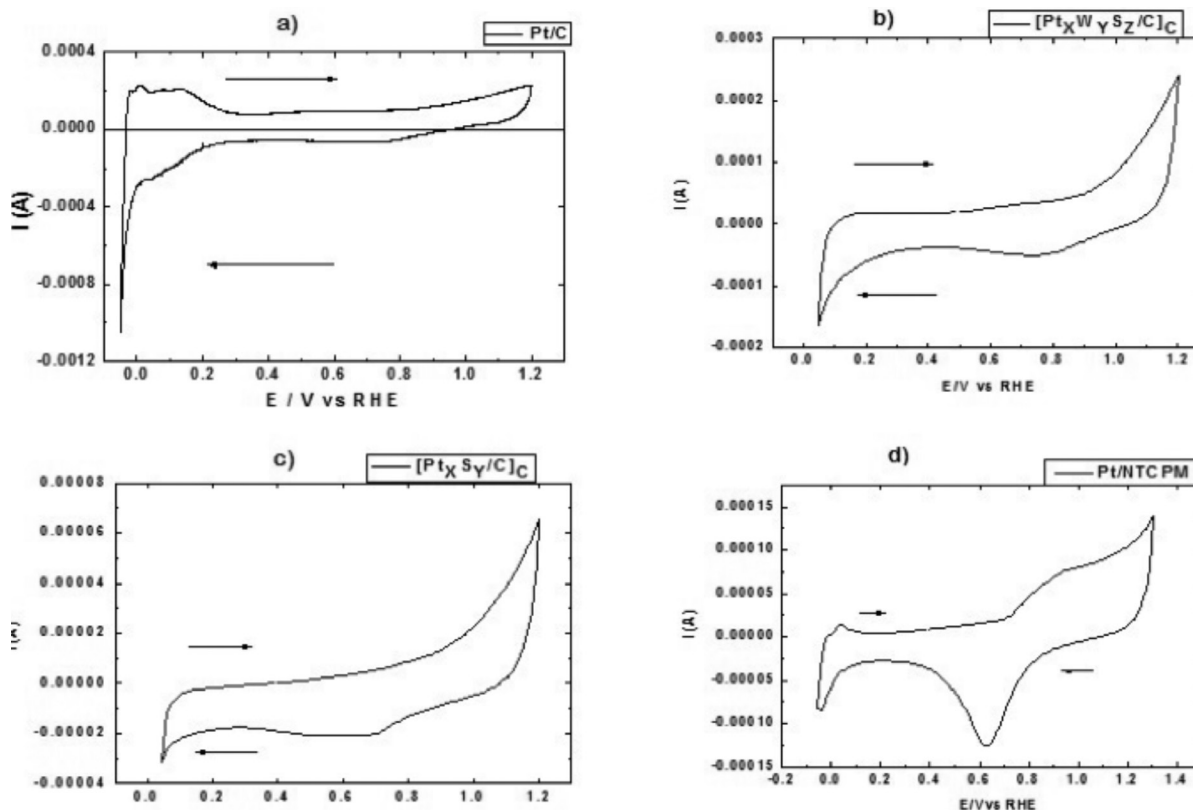 a)
Pt/C
0.0004
0.0000
-0.0004
-0.0008
-0.0012
I (A)
0.0 0.2 0.4 0.6 0.8 1.0 1.2
E / V vs RHE
b)
[PtXWYSZ/C]C
0.0003
0.0002
0.0001
0.0000
-0.0001
-0.0002
I (A)
0.0 0.2 0.4 0.6 0.8 1.0 1.2
E/V vs RHE
c)
[PtXSY/C]C
0.00008
0.00006
0.00004
0.00002
0.00000
-0.00002
-0.00004
I(A)
0.0 0.2 0.4 0.6 0.8 1.0 1.2
d)
Pt/NTCPM
0.00015
0.00010
0.00005
0.00000
-0.00005
-0.00010
-0.00015
I(A)
-0.2 0.0 0.2 0.4 0.6 0.8 1.0 1.2 1.4
E/V vs RHE